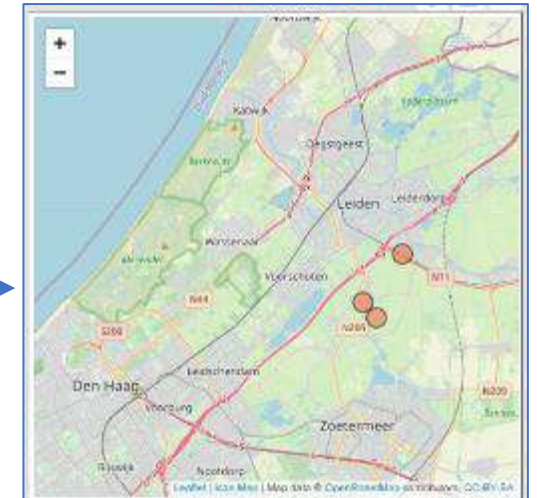 +
−
Katwijk
Oegstgeest
Leiden
Leiderdorp
Wassenaar
Voorschoten
N11
N44
S200
N206
Leidschendam
Den Haag
Voorburg
N209
Zoetermeer
Rijswijk
Nootdorp
Leaflet | Icon Map | Map data © OpenStreetMap contributors, CC-BY-SA